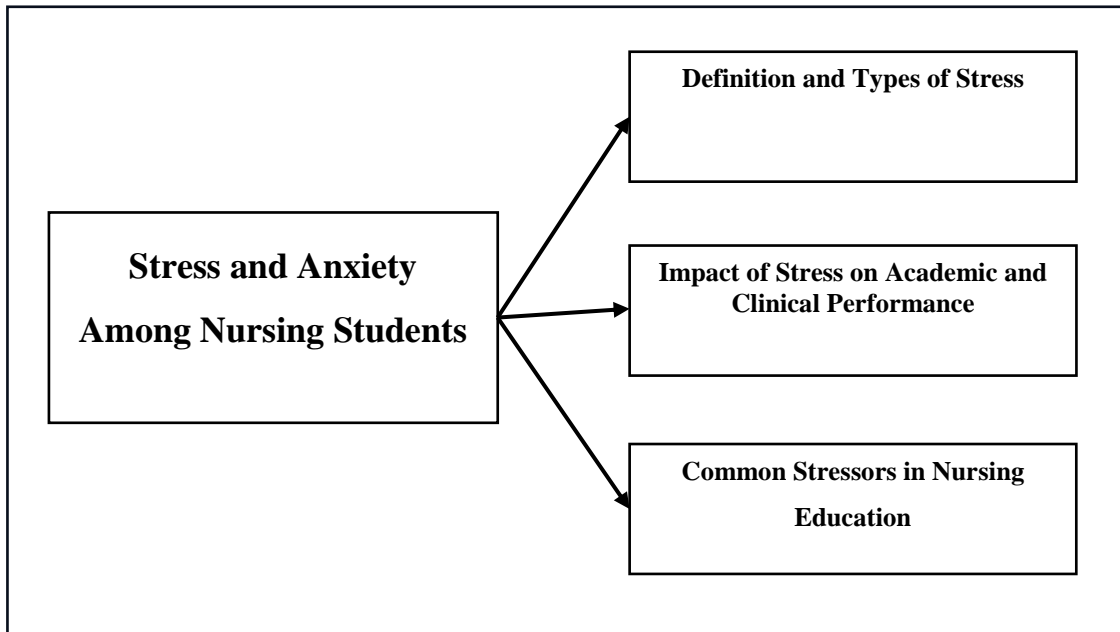 Definition and Types of Stress
Stress and Anxiety
Among Nursing Students
Impact of Stress on Academic and
Clinical Performance
Common Stressors in Nursing
Education